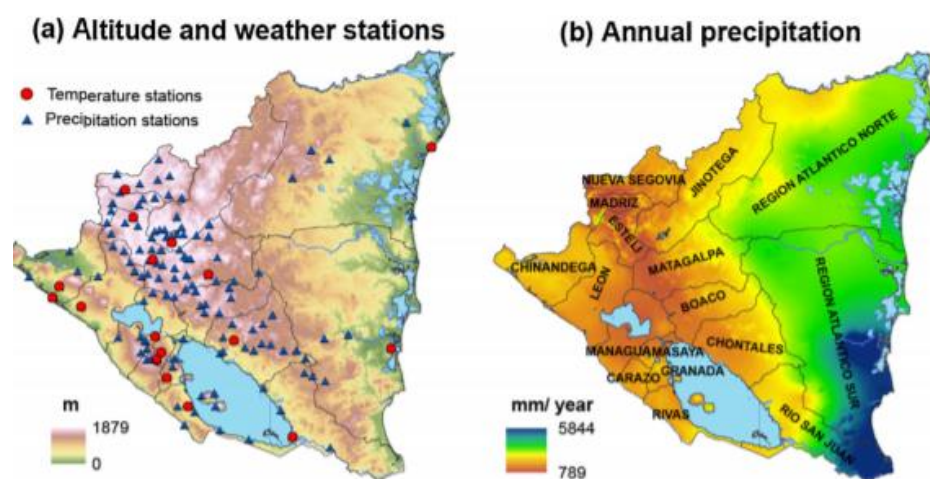 (a) Altitude and weather stations
Temperature stations
Precipitation stations
m
1879
0
(b) Annual precipitation
REGION ATLANTICO NORTE
JINOTEGA
NUEVA SEGOVIA
MADRIZ
ESTELI
CHINANDEGA
LEON
MATAGALPA
BOACO
REGION ATLANTICO SUR
CHONTALES
MANAGUA
MASAYA
GRANADA
CARAZO
RIVAS
RIO SAN JUAN
mm/ year
5844
789